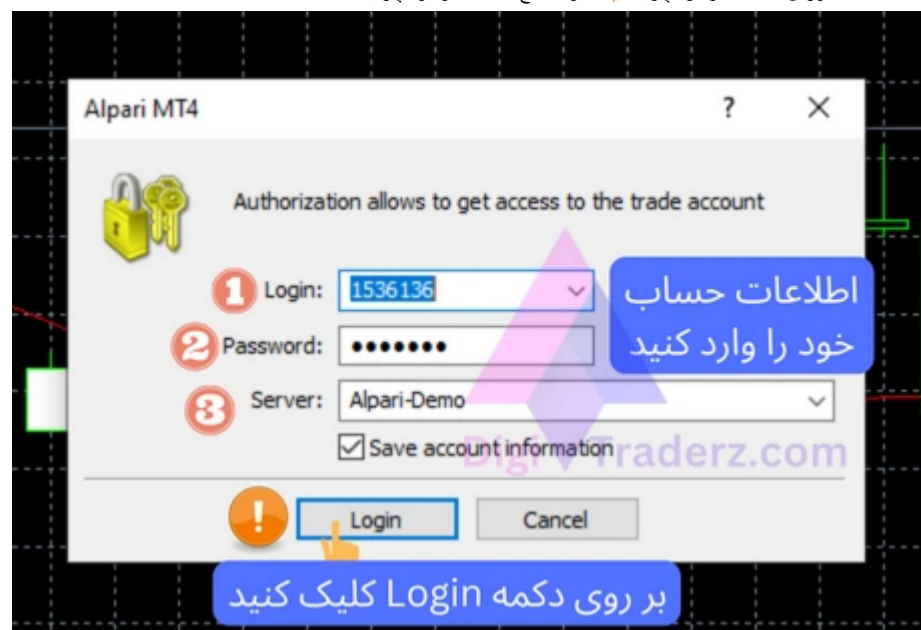 Alpari MT4
?
Authorization allows to get access to the trade account
1 Login: 1536136
اطلاعات حساب
خود را وارد کنید
2 Password: •••••••
3 Server: Alpari-Demo
Save account information
Digi Traderz.com
! Login Cancel
بر روی دکمه Login کلیک کنید